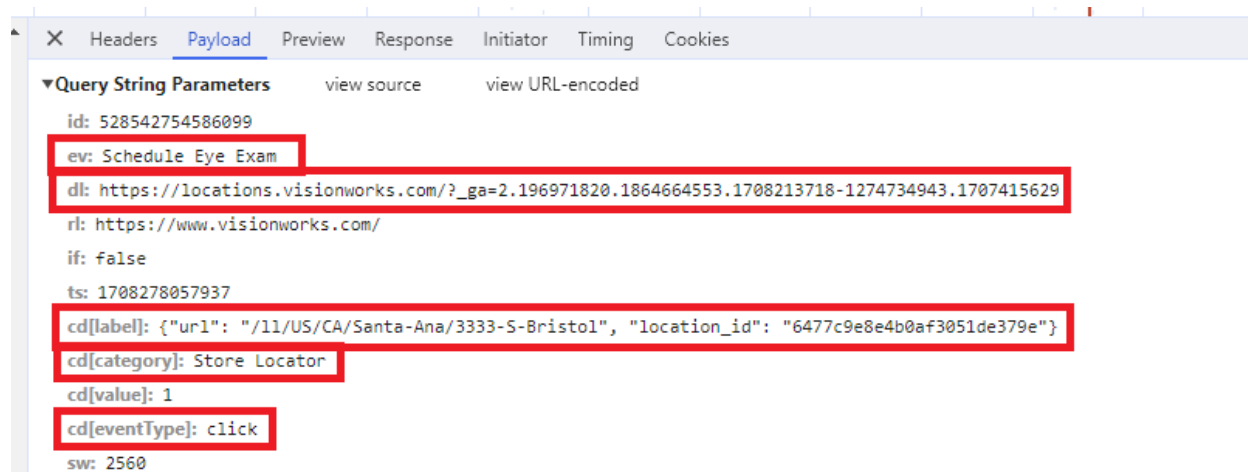 Headers Payload Preview Response Initiator Timing Cookies
▼Query String Parameters view source view URL-encoded
id: 528542754586099
ev: Schedule Eye Exam
dl: https://locations.visionworks.com/?_ga=2.196971820.1864664553.1708213718-1274734943.1707415629
rl: https://www.visionworks.com/
if: false
ts: 1708278057937
cd[label]: {"url": "/ll/US/CA/Santa-Ana/3333-S-Bristol", "location_id": "6477c9e8e4b0af3051de379e"}
cd[category]: Store Locator
cd[value]: 1
cd[eventType]: click
sw: 2560